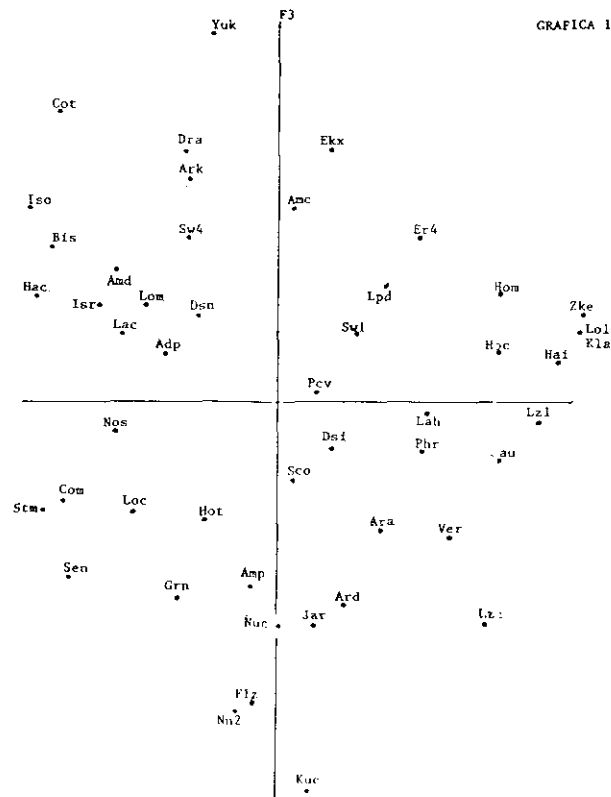 Yuk F3 GRAFICA 1
Cot
Dra Ekx
Ark
Iso Amc
Bis Sw4 Er4
Amd
Hac Isr Lom Dsn Lpd Hom
Zke
Lac Swl Lol
Adp Hai Kla
Pcv
Nos Lah Lzl
Dsi Phr
Sco
Com
Stm Loc Hot Ara Ver
Sen Amp
Grn Ard
Nuc Jar
Flz
Nn2
Kuc